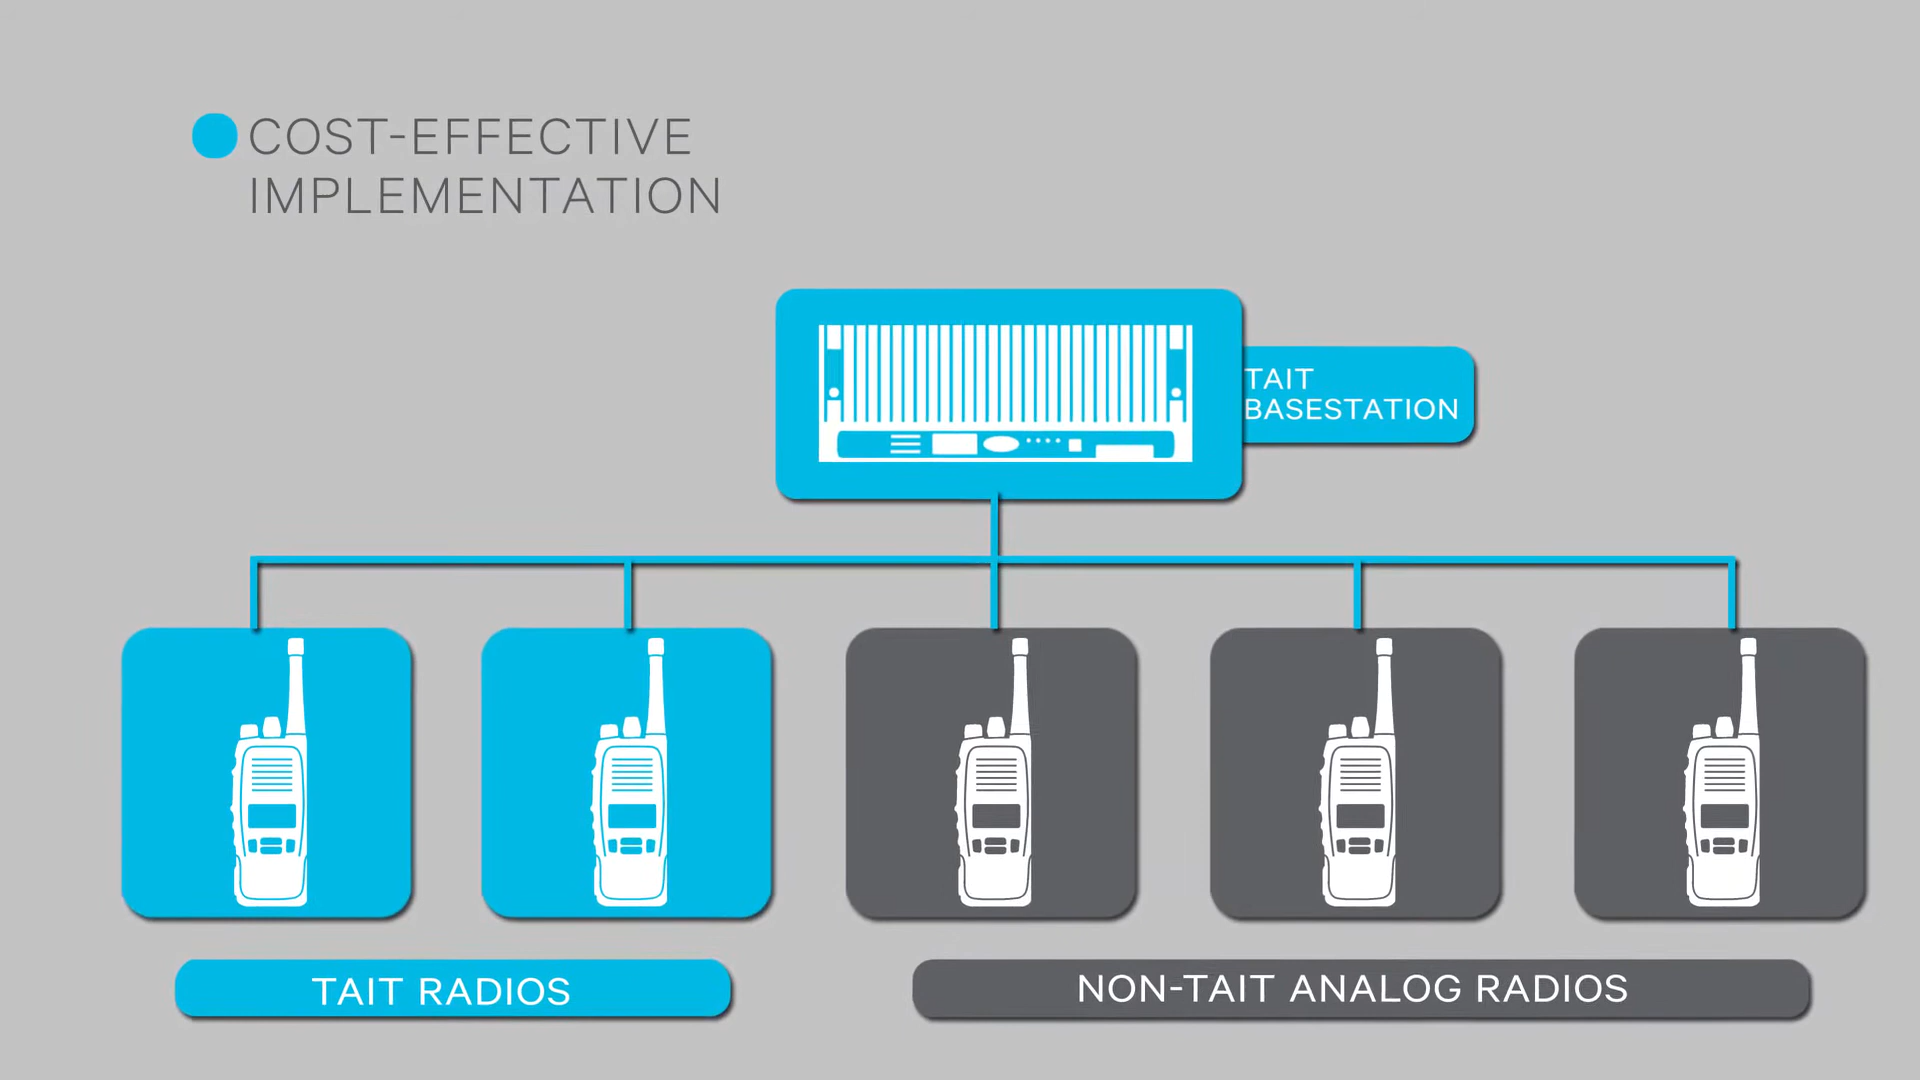 COST-EFFECTIVE
IMPLEMENTATION
TAIT
BASESTATION
TAIT RADIOS
NON-TAIT ANALOG RADIOS